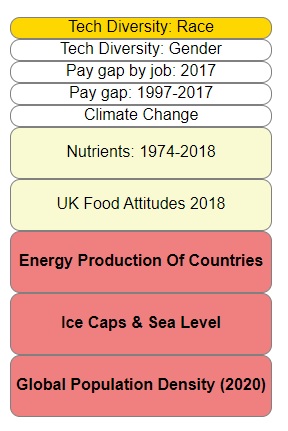 Tech Diversity: Race
Tech Diversity: Gender
Pay gap by job: 2017
Pay gap: 1997-2017
Climate Change
Nutrients: 1974-2018
UK Food Attitudes 2018
Energy Production Of Countries
Ice Caps & Sea Level
Global Population Density (2020)